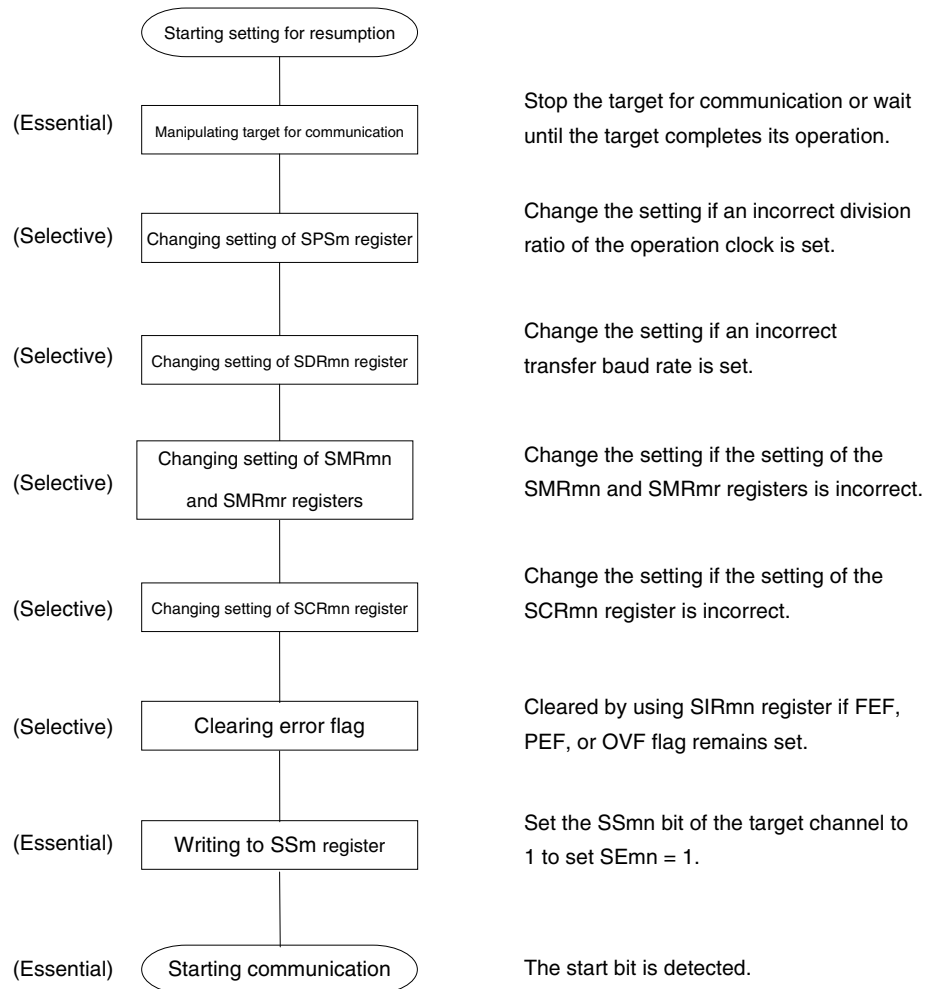 Starting setting for resumption
(Essential)
Manipulating target for communication
Stop the target for communication or wait
until the target completes its operation.
(Selective)
Changing setting of SPSm register
Change the setting if an incorrect division
ratio of the operation clock is set.
(Selective)
Changing setting of SDRmn register
Change the setting if an incorrect
transfer baud rate is set.
(Selective)
Changing setting of SMRmn
and SMRmr registers
Change the setting if the setting of the
SMRmn and SMRmr registers is incorrect.
(Selective)
Changing setting of SCRmn register
Change the setting if the setting of the
SCRmn register is incorrect.
(Selective)
Clearing error flag
Cleared by using SIRmn register if FEF,
PEF, or OVF flag remains set.
(Essential)
Writing to SSm register
Set the SSmn bit of the target channel to
1 to set SEmn = 1.
(Essential)
Starting communication
The start bit is detected.